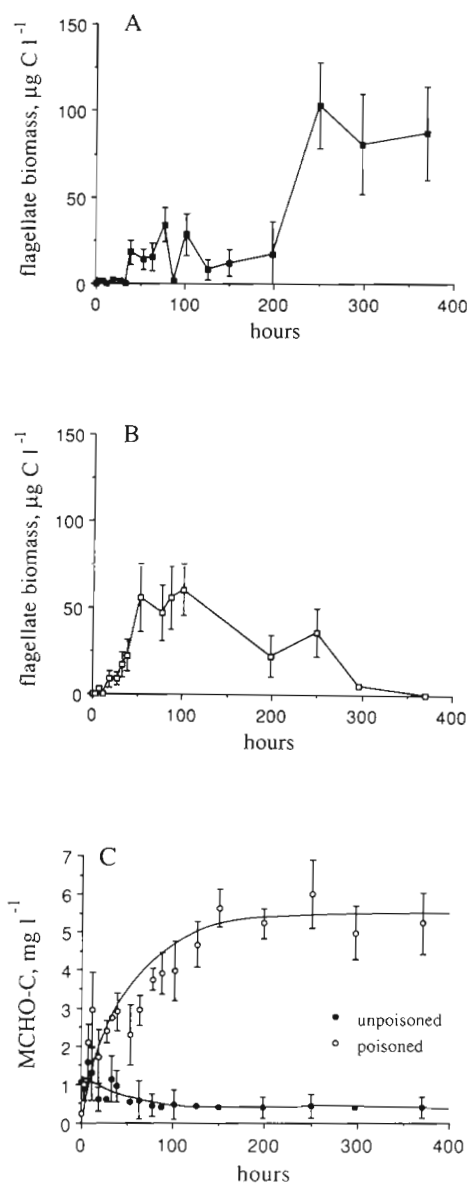 A
150
100
50
0
flagellate biomass, µg C l⁻¹
0 100 200 300 400
hours
B
150
100
50
0
flagellate biomass, µg C l⁻¹
0 100 200 300 400
hours
C
7
6
5
4
3
2
1
0
MCHO-C, mg l⁻¹
unpoisoned
poisoned
0 100 200 300 400
hours